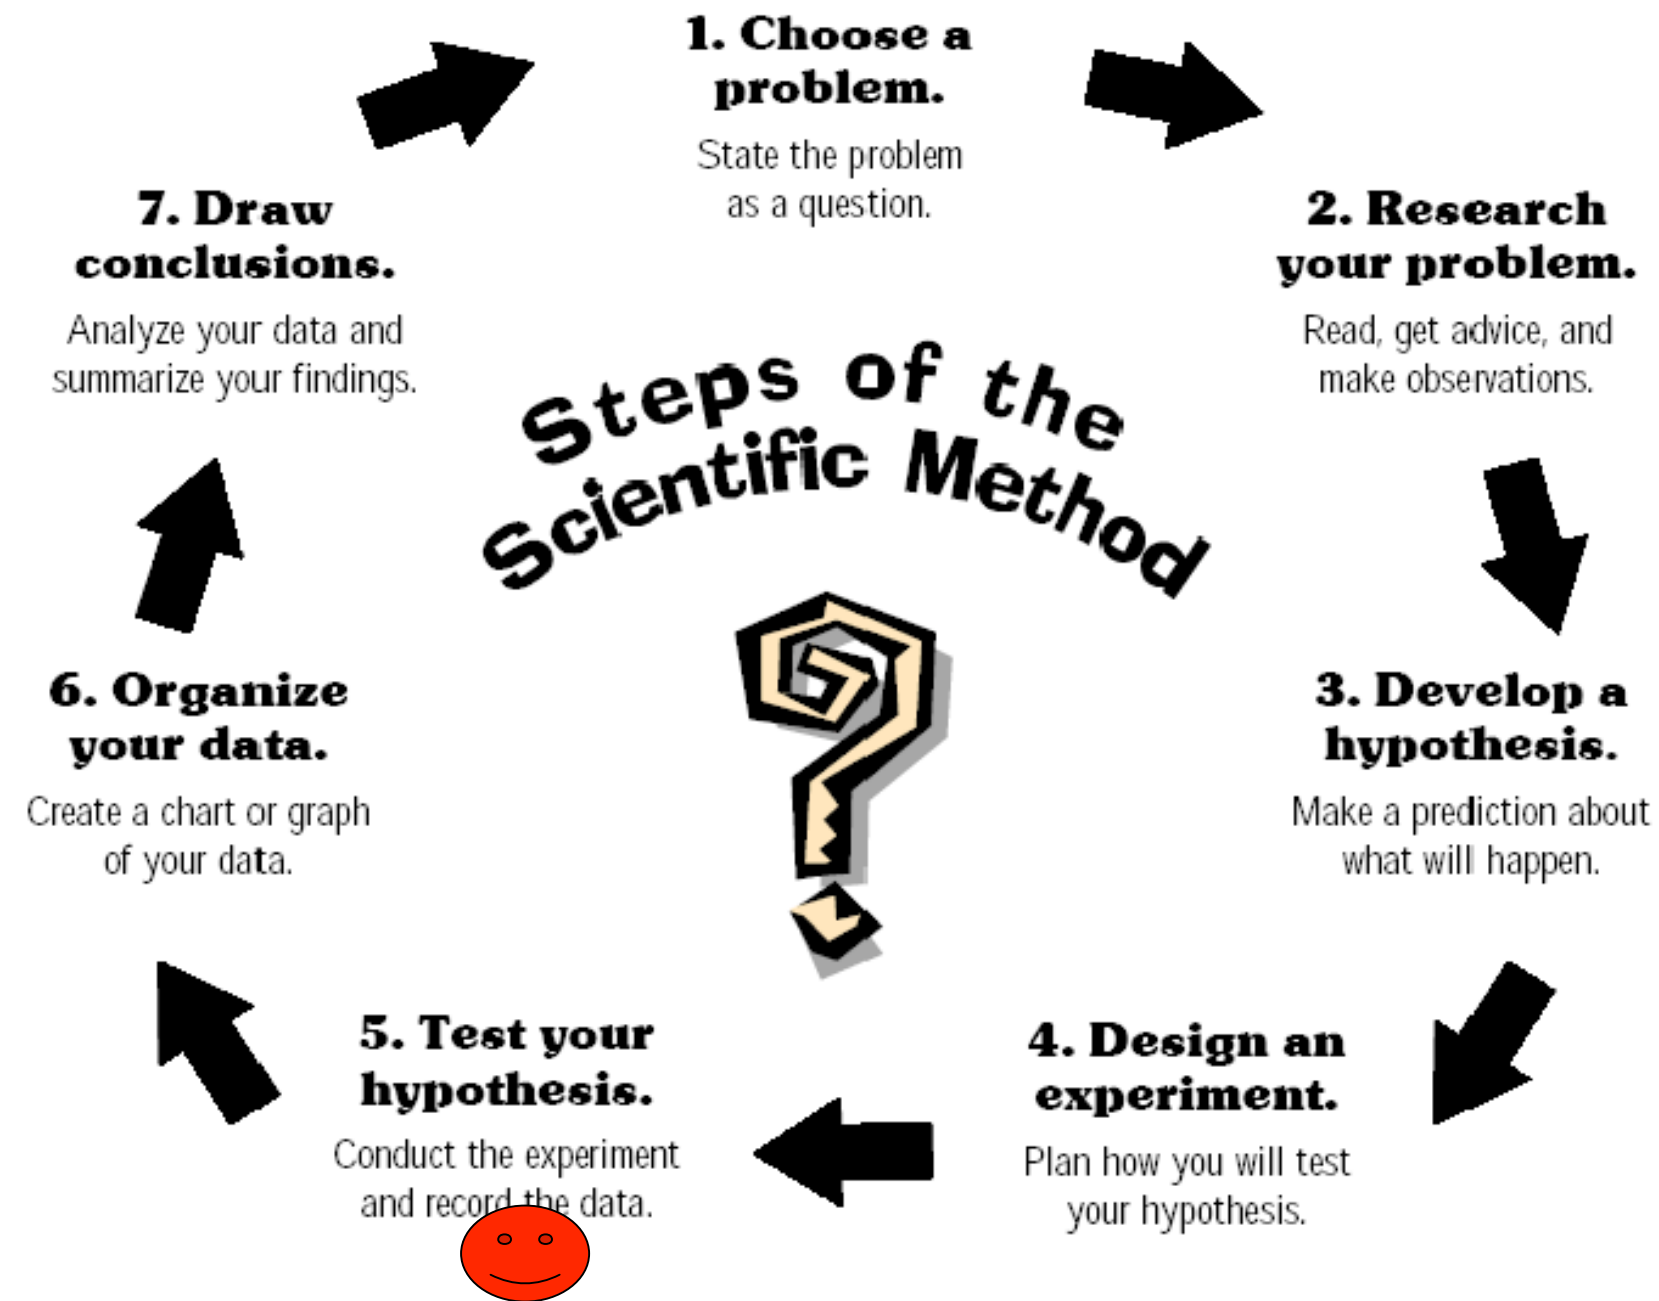 1. Choose a
problem.
State the problem
as a question.
2. Research
your problem.
Read, get advice, and
make observations.
3. Develop a
hypothesis.
Make a prediction about
what will happen.
4. Design an
experiment.
Plan how you will test
your hypothesis.
5. Test your
hypothesis.
Conduct the experiment
and record the data.
6. Organize
your data.
Create a chart or graph
of your data.
7. Draw
conclusions.
Analyze your data and
summarize your findings.
Steps of the
Scientific Method
?